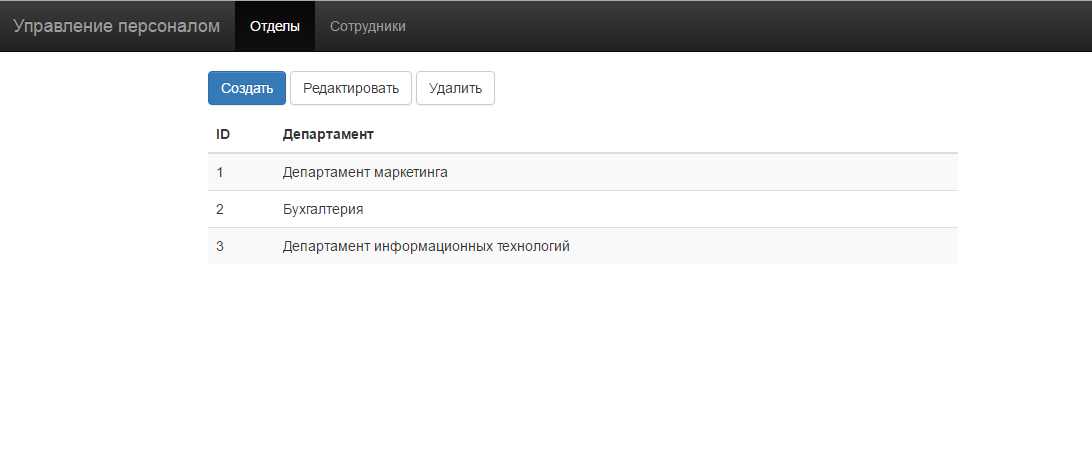 Управление персоналом Отделы Сотрудники
Создать Редактировать Удалить
ID Департамент
1 Департамент маркетинга
2 Бухгалтерия
3 Департамент информационных технологий